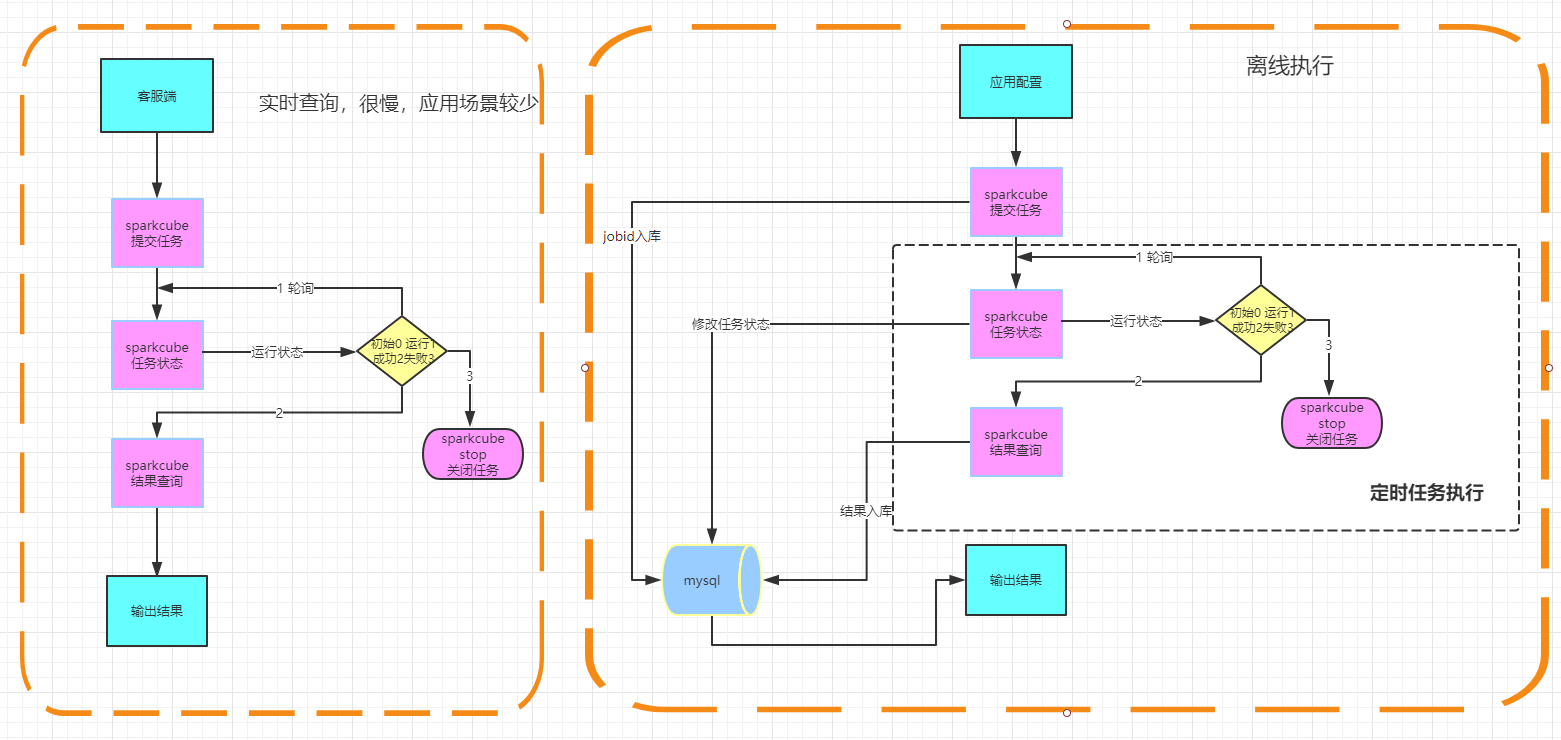 客服端
实时查询，很慢，应用场景较少
sparkcube
提交任务
1 轮询
sparkcube
任务状态
运行状态
初始0 运行1
成功2失败3
3
2
sparkcube
stop
关闭任务
sparkcube
结果查询
输出结果
离线执行
应用配置
sparkcube
提交任务
jobid入库
1 轮询
sparkcube
任务状态
修改任务状态
运行状态
初始0 运行1
成功2失败3
3
2
sparkcube
stop
关闭任务
sparkcube
结果查询
定时任务执行
结果入库
mysql
输出结果